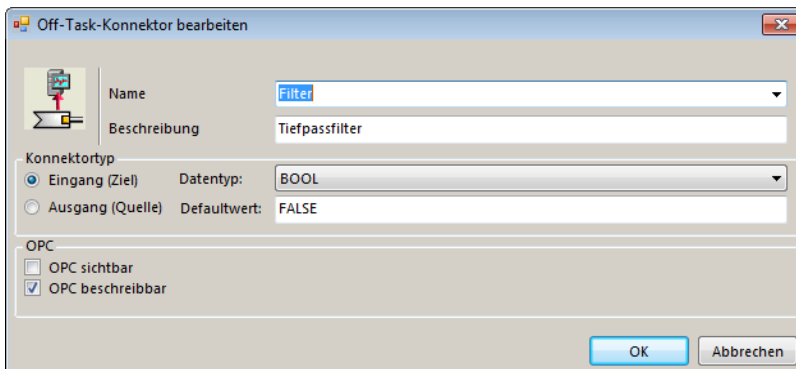 Off-Task-Konnektor bearbeiten
Name Filter
Beschreibung Tiefpassfilter
Konnektortyp
Eingang (Ziel) Datentyp: BOOL
Ausgang (Quelle) Defaultwert: FALSE
OPC
OPC sichtbar
OPC beschreibbar
OK Abbrechen